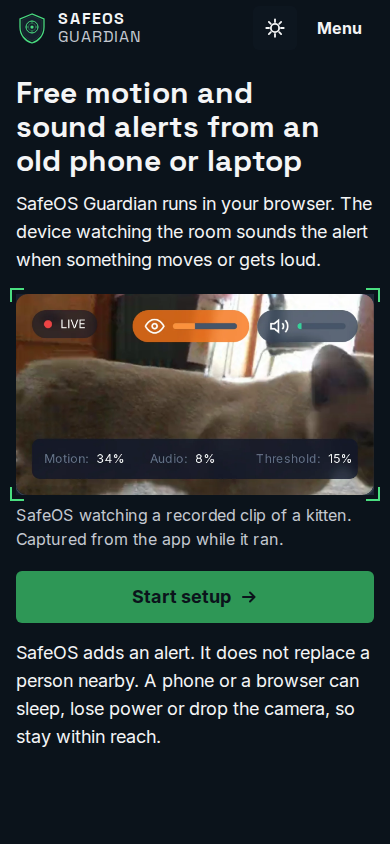 SAFEOS
GUARDIAN
Menu
Free motion and
sound alerts from an
old phone or laptop
SafeOS Guardian runs in your browser. The
device watching the room sounds the alert
when something moves or gets loud.
LIVE
Motion: 34% Audio: 8% Threshold: 15%
SafeOS watching a recorded clip of a kitten.
Captured from the app while it ran.
Start setup →
SafeOS adds an alert. It does not replace a
person nearby. A phone or a browser can
sleep, lose power or drop the camera, so
stay within reach.